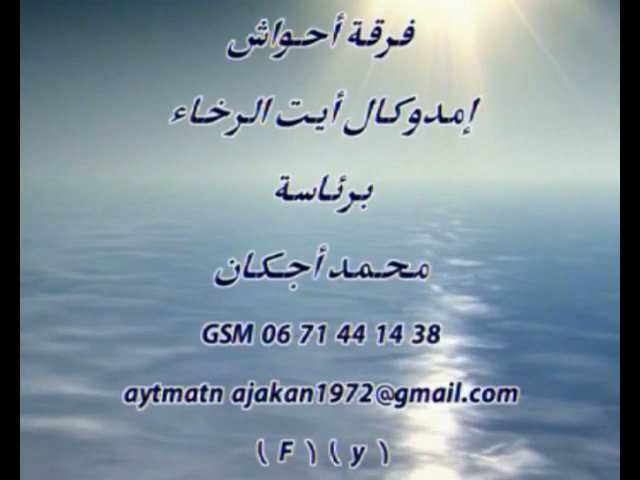 فرقة أحواش
إمدوكال أيت الرخاء
برئاسة
محمد أجكان
GSM 06 71 44 14 38
aytmatn ajakan1972@gmail.com
( F ) ( y )